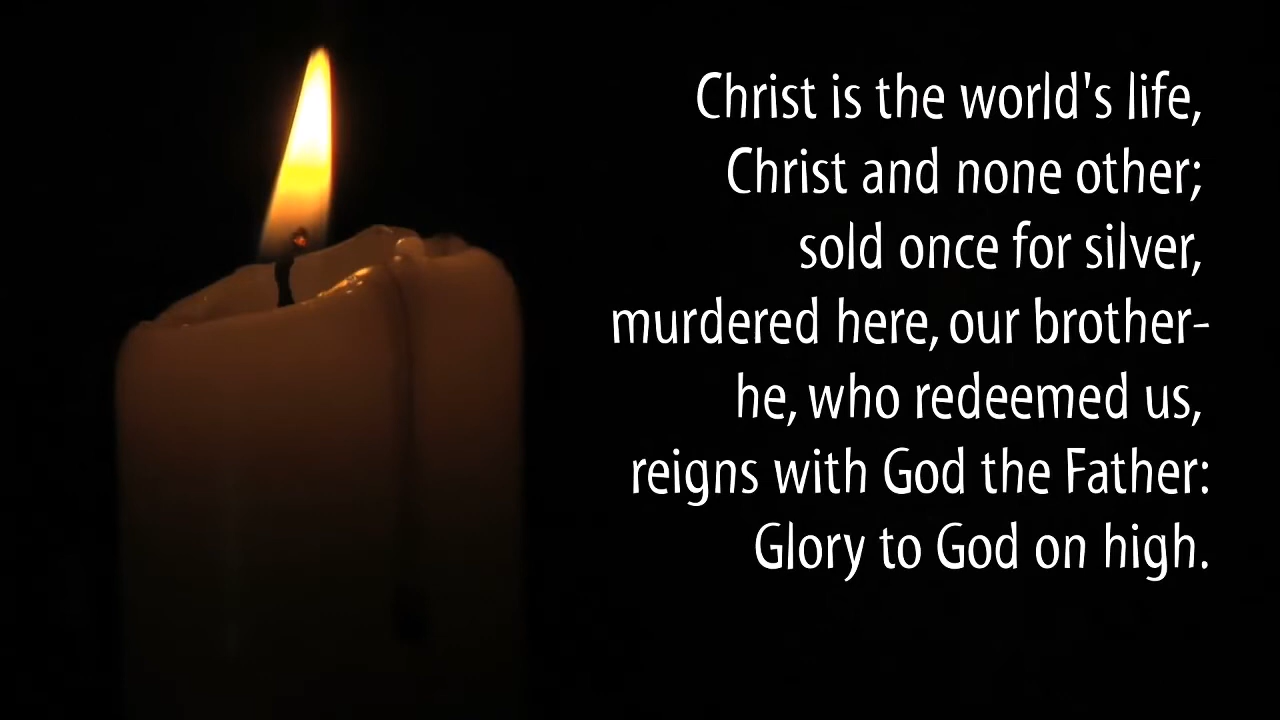 Christ is the world's life,
Christ and none other;
sold once for silver,
murdered here, our brother-
he, who redeemed us,
reigns with God the Father:
Glory to God on high.